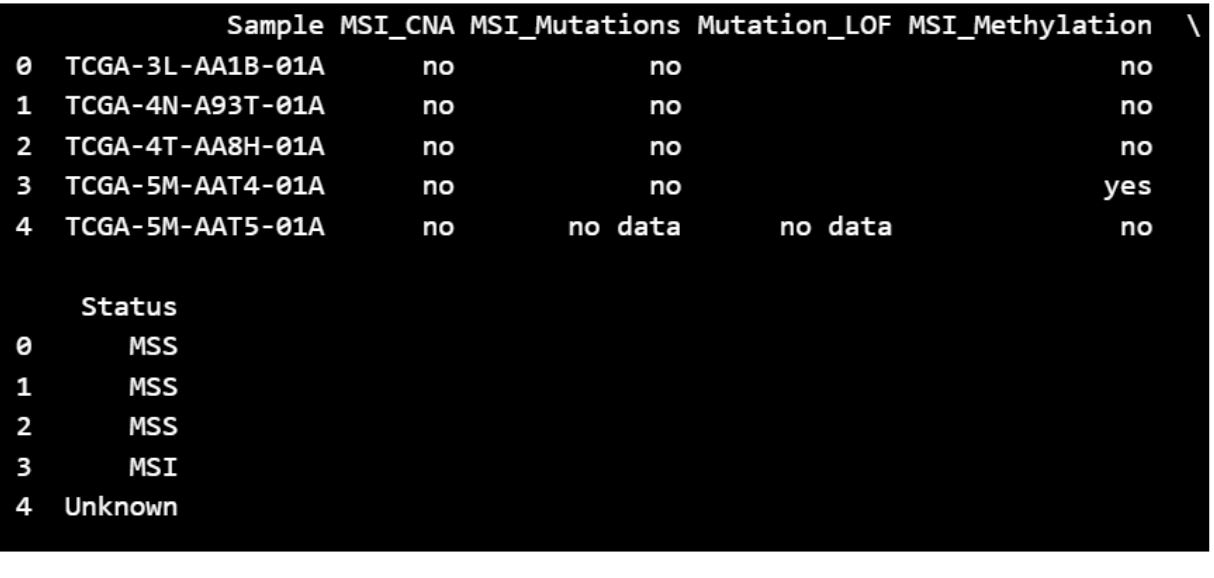 Sample MSI_CNA MSI_Mutations Mutation_LOF MSI_Methylation \
0 TCGA-3L-AA1B-01A no no no
1 TCGA-4N-A93T-01A no no no
2 TCGA-4T-AA8H-01A no no no
3 TCGA-5M-AAT4-01A no no yes
4 TCGA-5M-AAT5-01A no no data no data no
Status
0 MSS
1 MSS
2 MSS
3 MSI
4 Unknown